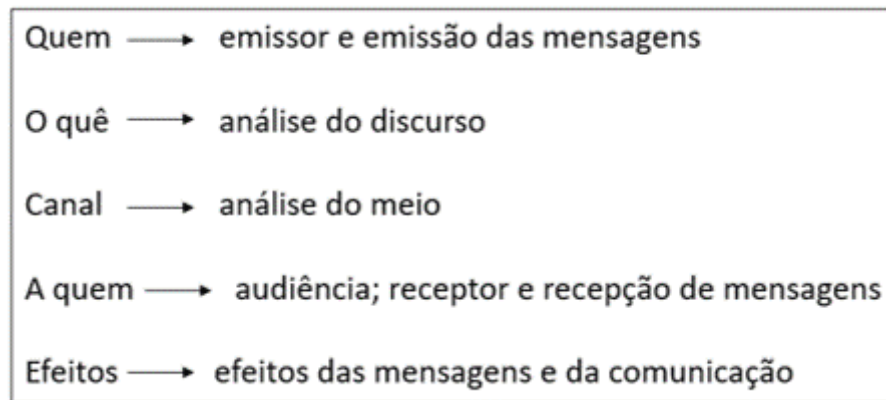 Quem → emissor e emissão das mensagens
O quê → análise do discurso
Canal → análise do meio
A quem → audiência; receptor e recepção de mensagens
Efeitos → efeitos das mensagens e da comunicação